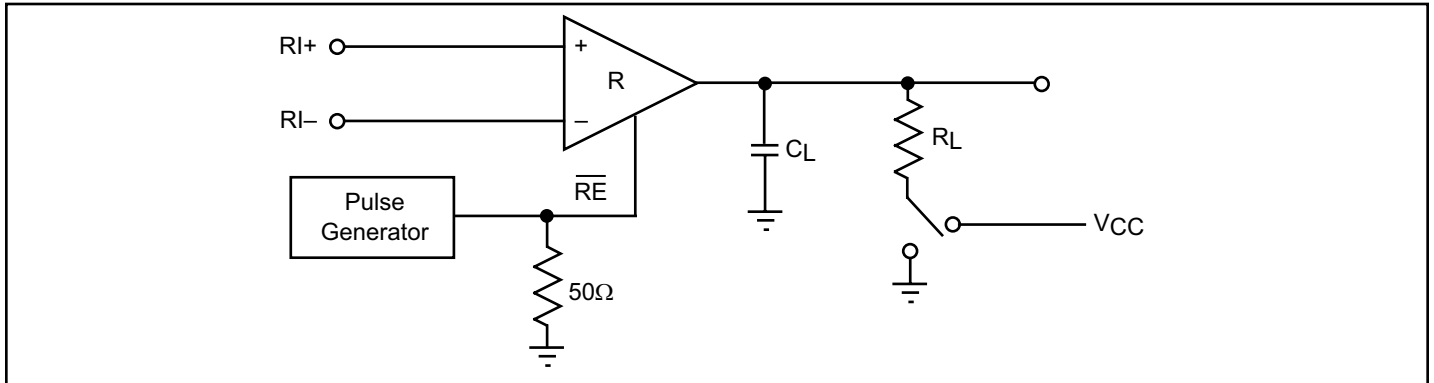 RI+
+
R
RI–
–
CL
RL
RE
Pulse
Generator
VCC
50Ω